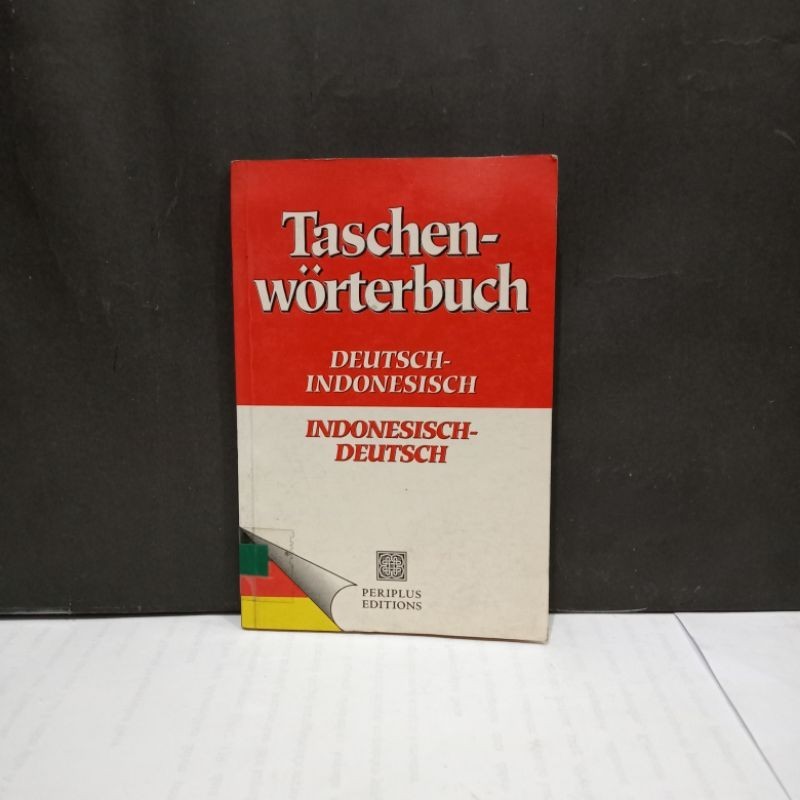 Taschen-
wörterbuch
DEUTSCH-
INDONESISCH
INDONESISCH-
DEUTSCH
PERIPLUS
EDITIONS